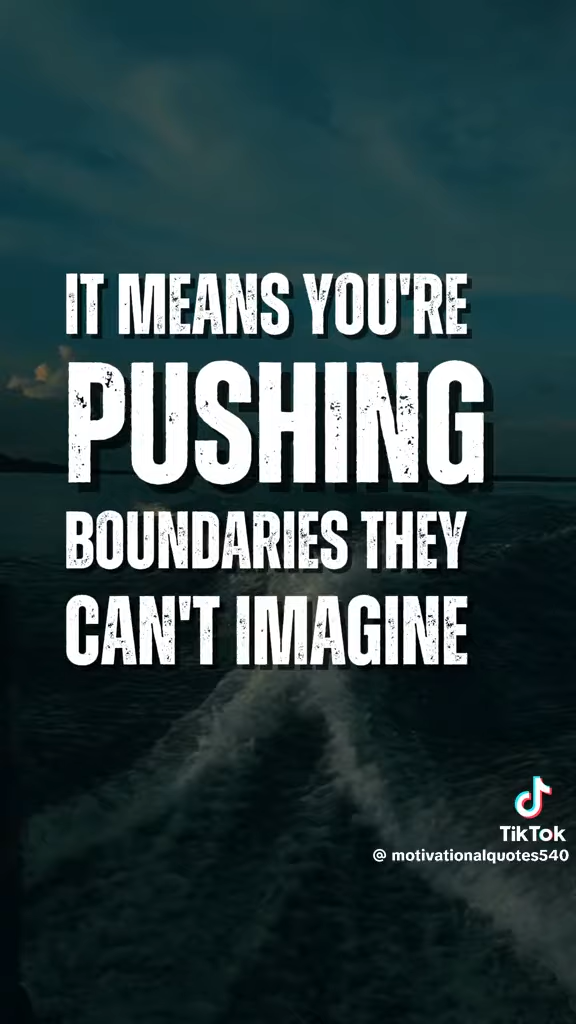 IT MEANS YOU'RE
PUSHING
BOUNDARIES THEY
CAN'T IMAGINE
TikTok
@ motivationalquotes540